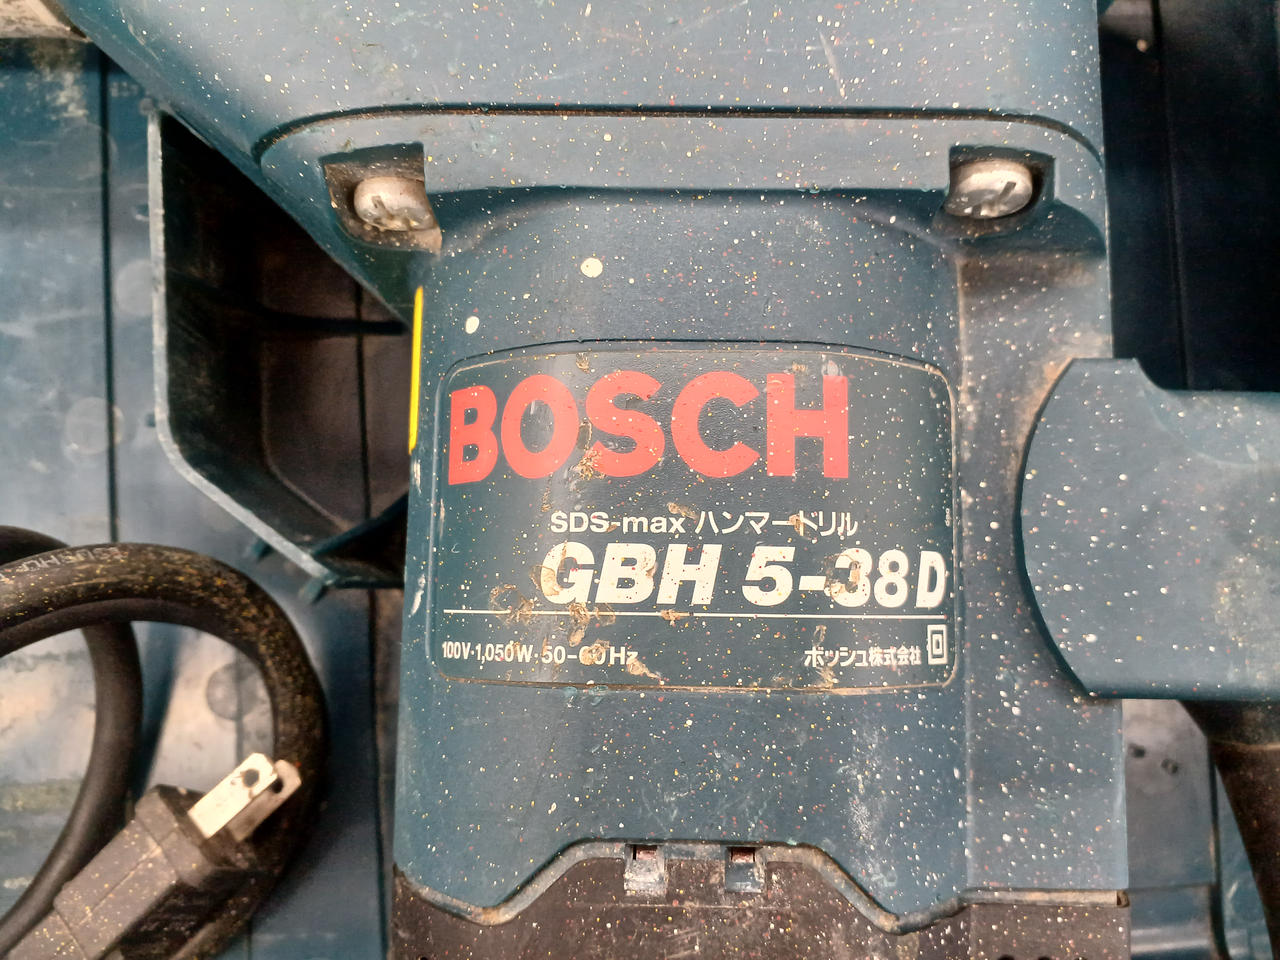 BOSCH
SDS-max ハンマードリル
GBH 5-38D
100V·1,050W·50-60Hz
ボッシュ株式会社